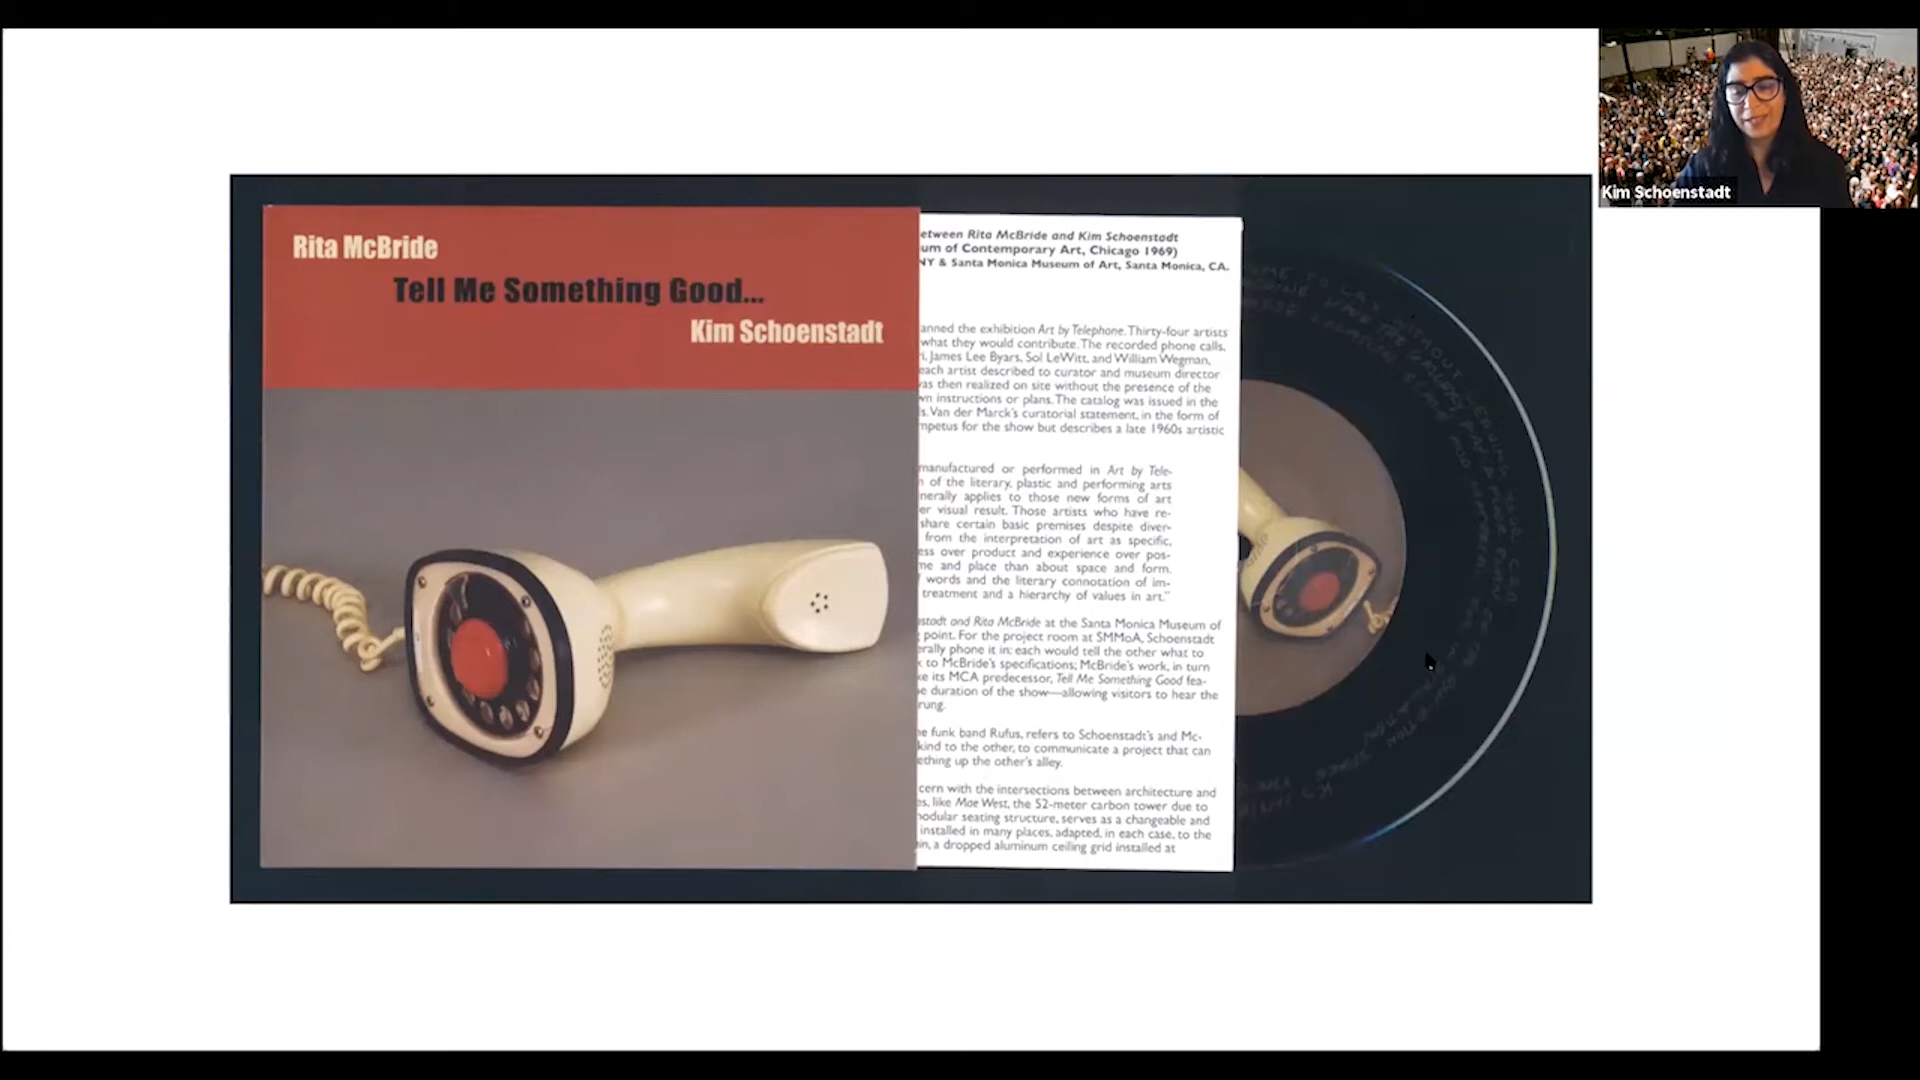 Kim Schoenstadt
Rita McBride
Tell Me Something Good...
Kim Schoenstadt
etween Rita McBride and Kim Schoenstadt
um of Contemporary Art, Chicago 1969)
NY & Santa Monica Museum of Art, Santa Monica, CA.
anned the exhibition Art by Telephone. Thirty-four artists
what they would contribute. The recorded phone calls,
i, James Lee Byars, Sol LeWitt, and William Wegman,
each artist described to curator and museum director
as then realized on site without the presence of the
wn instructions or plans. The catalog was issued in the
s. Van der Marck's curatorial statement, in the form of
mpetus for the show but describes a late 1960s artistic
manufactured or performed in Art by Tele-
n of the literary, plastic and performing arts
nerally applies to those new forms of art
er visual result. Those artists who have re-
share certain basic premises despite diver-
from the interpretation of art as specific,
ess over product and experience over pos-
me and place than about space and form.
words and the literary connotation of im-
treatment and a hierarchy of values in art."
nstadt and Rita McBride at the Santa Monica Museum of
point. For the project room at SMMoA, Schoenstadt
erally phone it in: each would tell the other what to
k to McBride's specifications; McBride's work, in turn
ke its MCA predecessor, Tell Me Something Good fea-
e duration of the show—allowing visitors to hear the
rung.
he funk band Rufus, refers to Schoenstadt's and Mc-
kind to the other, to communicate a project that can
ething up the other's alley.
cern with the intersections between architecture and
es, like Mae West, the 52-meter carbon tower due to
modular seating structure, serves as a changeable and
installed in many places, adapted, in each case, to the
in, a dropped aluminum ceiling grid installed at